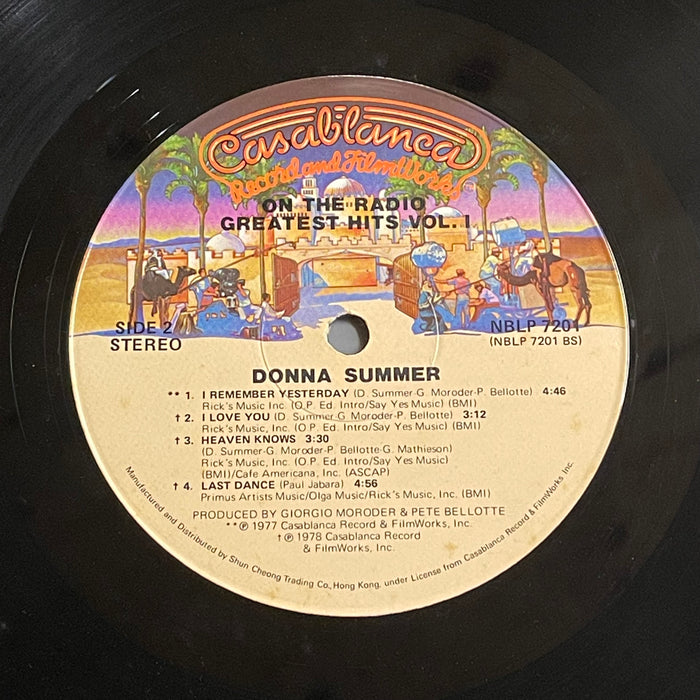 Casablanca
Record and FilmWorks
ON THE RADIO
GREATEST HITS VOL. I
SIDE 2
STEREO
NBLP 7201
(NBLP 7201 BS)
DONNA SUMMER
** 1. I REMEMBER YESTERDAY (D. Summer-G. Moroder-P. Bellotte) 4:46
Rick's Music Inc. (O.P. Ed. Intro/Say Yes Music) (BMI)
† 2. I LOVE YOU (D. Summer-G. Moroder-P. Bellotte) 3:12
Rick's Music, Inc. (O.P. Ed. Intro/Say Yes Music) (BMI)
† 3. HEAVEN KNOWS 3:30
(D. Summer-G. Moroder-P. Bellotte-G. Mathieson)
Rick's Music, Inc. (O.P. Ed. Intro/Say Yes Music)
(BMI)/Cafe Americana, Inc. (ASCAP)
† 4. LAST DANCE (Paul Jabara) 4:56
Primus Artists Music/Olga Music/Rick's Music, Inc. (BMI)
PRODUCED BY GIORGIO MORODER & PETE BELLOTTE
**℗ 1977 Casablanca Record & FilmWorks, Inc.
†℗ 1978 Casablanca Record
& FilmWorks, Inc.
Manufactured and Distributed by Shun Cheong Trading Co., Hong Kong, under License from Casablanca Record & FilmWorks Inc.